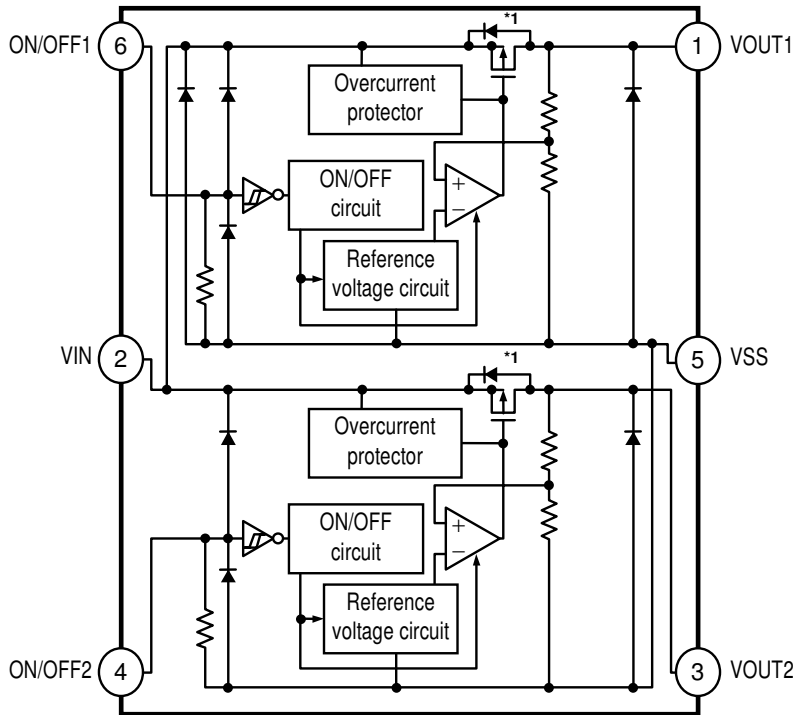 ON/OFF1
6
*1
1
VOUT1
Overcurrent
protector
ON/OFF
circuit
+
−
Reference
voltage circuit
VIN
2
*1
5
VSS
Overcurrent
protector
ON/OFF
circuit
+
−
Reference
voltage circuit
ON/OFF2
4
3
VOUT2